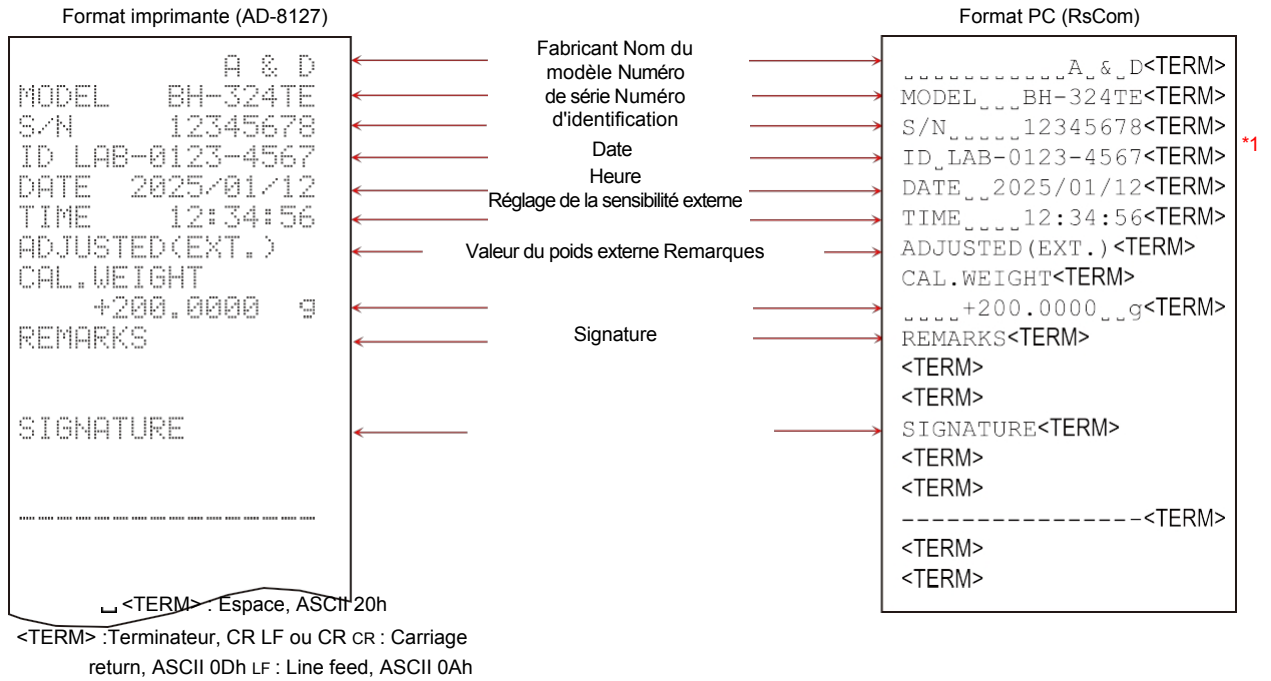 Format imprimante (AD-8127)
A & D
MODEL BH-324TE
S/N 12345678
ID LAB-0123-4567
DATE 2025/01/12
TIME 12:34:56
ADJUSTED(EXT.)
CAL.WEIGHT
+200.0000 g
REMARKS
SIGNATURE
----------------
Fabricant Nom du
modèle Numéro
de série Numéro
d'identification
Date
Heure
Réglage de la sensibilité externe
Valeur du poids externe Remarques
Signature
Format PC (RsCom)
␣␣␣␣␣␣␣␣␣␣␣A␣&␣D<TERM>
MODEL␣␣␣BH-324TE<TERM>
S/N␣␣␣␣␣12345678<TERM>
ID␣LAB-0123-4567<TERM>
*1
DATE␣␣2025/01/12<TERM>
TIME␣␣␣␣12:34:56<TERM>
ADJUSTED(EXT.)<TERM>
CAL.WEIGHT<TERM>
␣␣␣␣+200.0000␣␣g<TERM>
REMARKS<TERM>
<TERM>
<TERM>
SIGNATURE<TERM>
<TERM>
<TERM>
----------------<TERM>
<TERM>
<TERM>
␣ <TERM> : Espace, ASCII 20h
<TERM> :Terminateur, CR LF ou CR CR : Carriage
return, ASCII 0Dh LF : Line feed, ASCII 0Ah